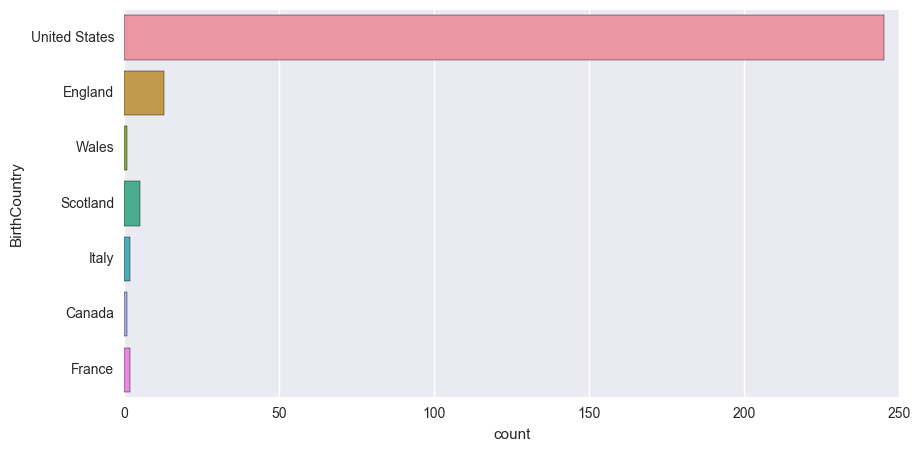 BirthCountry
United States
England
Wales
Scotland
Italy
Canada
France
0 50 100 150 200 250
count